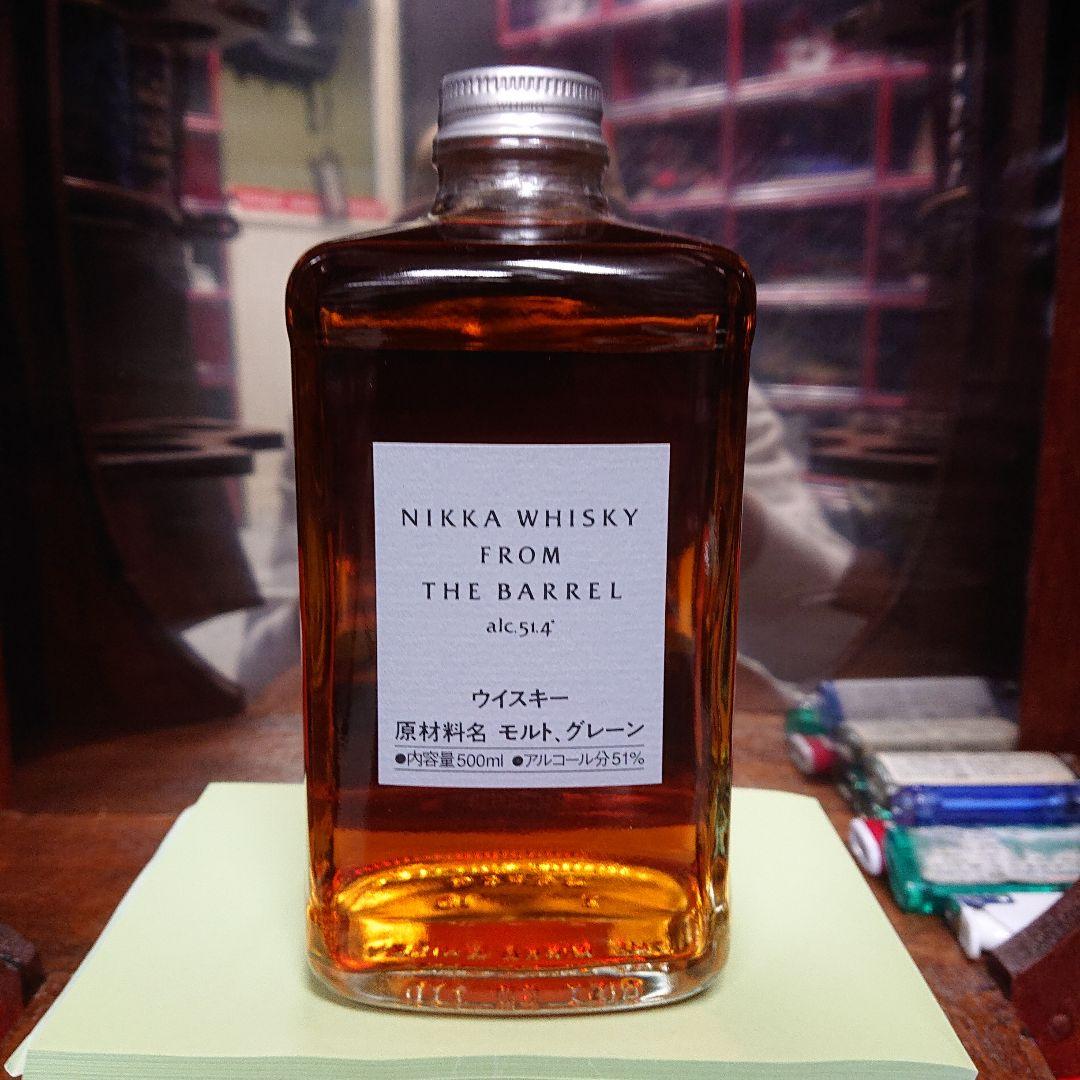 NIKKA WHISKY
FROM
THE BARREL
alc.51.4°
ウイスキー
原材料名 モルト、グレーン
●内容量500ml ●アルコール分51%